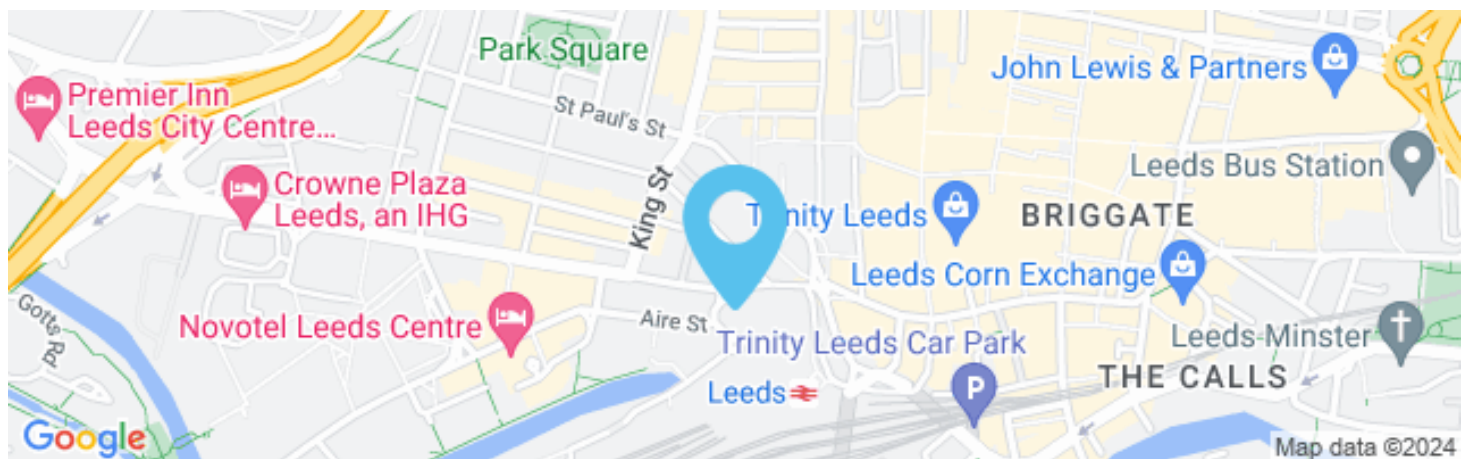 Park Square
John Lewis & Partners
Premier Inn
Leeds City Centre...
St Paul's St
Leeds Bus Station
Crowne Plaza
Leeds, an IHG
King St
Trinity Leeds
BRIGGATE
Leeds Corn Exchange
Gotts Rd
Novotel Leeds Centre
Aire St
Trinity Leeds Car Park
Leeds Minster
THE CALLS
Leeds
P
Google
Map data ©2024